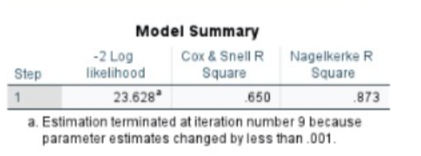 Model Summary
-2 Log Cox & Snell R Nagelkerke R
Step likelihood Square Square
1 23.628ª .650 .873
a. Estimation terminated at iteration number 9 because
parameter estimates changed by less than .001.